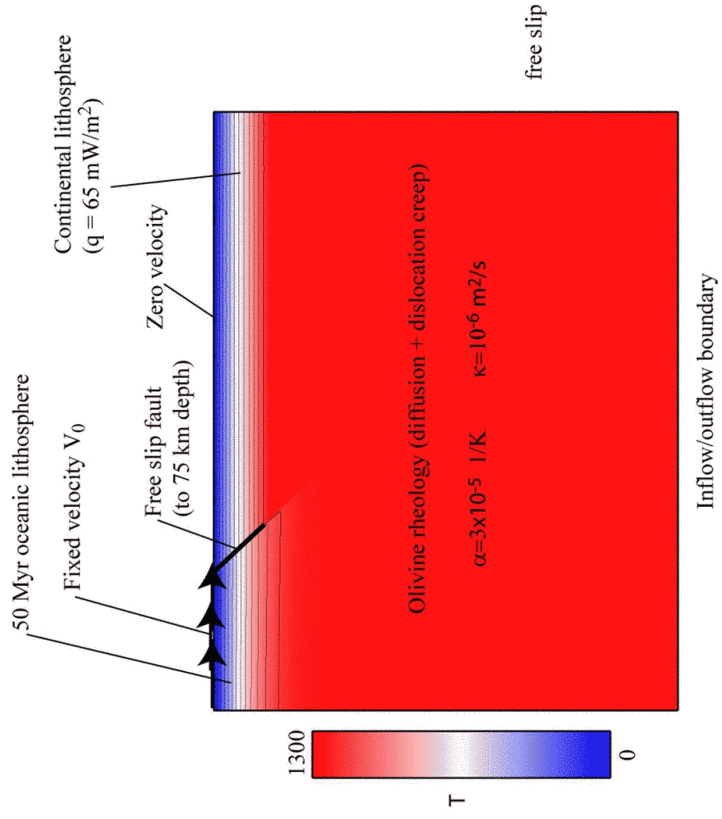 50 Myr oceanic lithosphere
Fixed velocity V0
Free slip fault
(to 75 km depth)
Zero velocity
Continental lithosphere
(q = 65 mW/m2)
Olivine rheology (diffusion + dislocation creep)
α=3x10-5 1/K κ=10-6 m2/s
free slip
Inflow/outflow boundary
1300
T
0